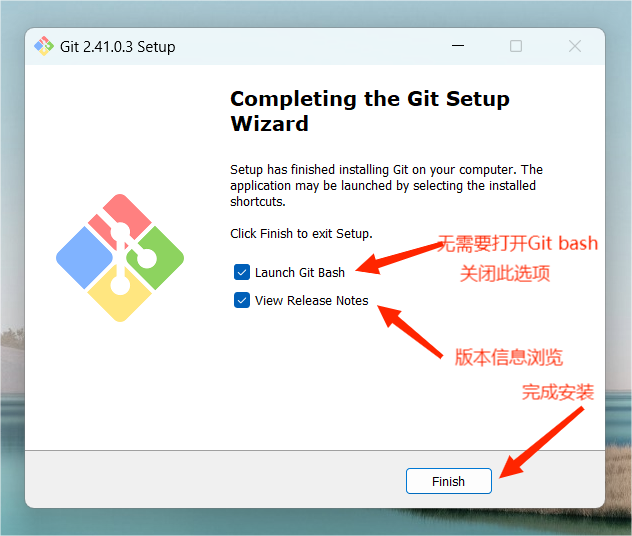 Git 2.41.0.3 Setup
Completing the Git Setup
Wizard
Setup has finished installing Git on your computer. The
application may be launched by selecting the installed
shortcuts.
Click Finish to exit Setup.
无需要打开Git bash
Launch Git Bash
关闭此选项
View Release Notes
版本信息浏览
完成安装
Finish